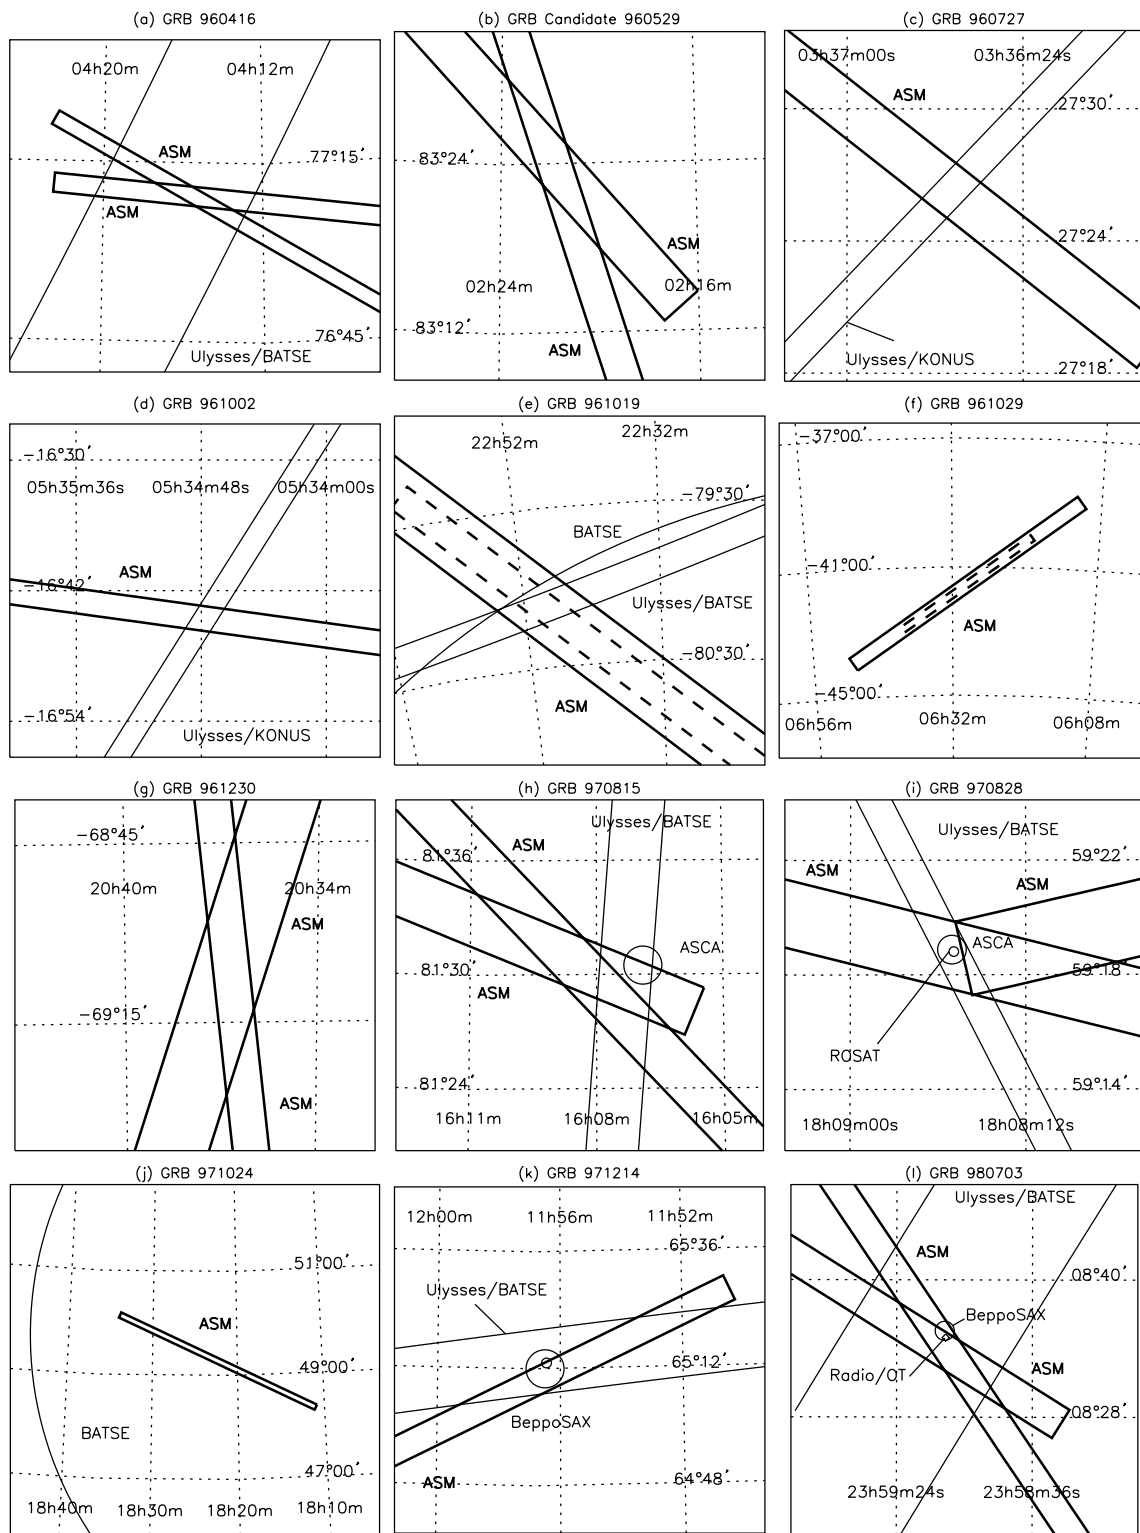 (a) GRB 960416
04h20m 04h12m
ASM
77°15′
ASM
76°45′
Ulysses/BATSE
(b) GRB Candidate 960529
83°24′
ASM
02h24m 02h16m
83°12′
ASM
(c) GRB 960727
03h37m00s 03h36m24s
ASM
27°30′
27°24′
Ulysses/KONUS
27°18′
(d) GRB 961002
−16°30′
05h35m36s 05h34m48s 05h34m00s
ASM
−16°42′
−16°54′
Ulysses/KONUS
(e) GRB 961019
22h52m 22h32m
−79°30′
BATSE
Ulysses/BATSE
−80°30′
ASM
(f) GRB 961029
−37°00′
−41°00′
ASM
−45°00′
06h56m 06h32m 06h08m
(g) GRB 961230
−68°45′
20h40m 20h34m
ASM
−69°15′
ASM
(h) GRB 970815
Ulysses/BATSE
81°36′
ASM
ASCA
81°30′
ASM
81°24′
16h11m 16h08m 16h05m
(i) GRB 970828
Ulysses/BATSE
59°22′
ASM
ASM
ASCA
59°18′
ROSAT
59°14′
18h09m00s 18h08m12s
(j) GRB 971024
51°00′
ASM
49°00′
BATSE
47°00′
18h40m 18h30m 18h20m 18h10m
(k) GRB 971214
12h00m 11h56m 11h52m
65°36′
Ulysses/BATSE
65°12′
BeppoSAX
ASM
64°48′
(l) GRB 980703
Ulysses/BATSE
ASM
08°40′
BeppoSAX
Radio/OT
ASM
08°28′
23h59m24s 23h58m36s